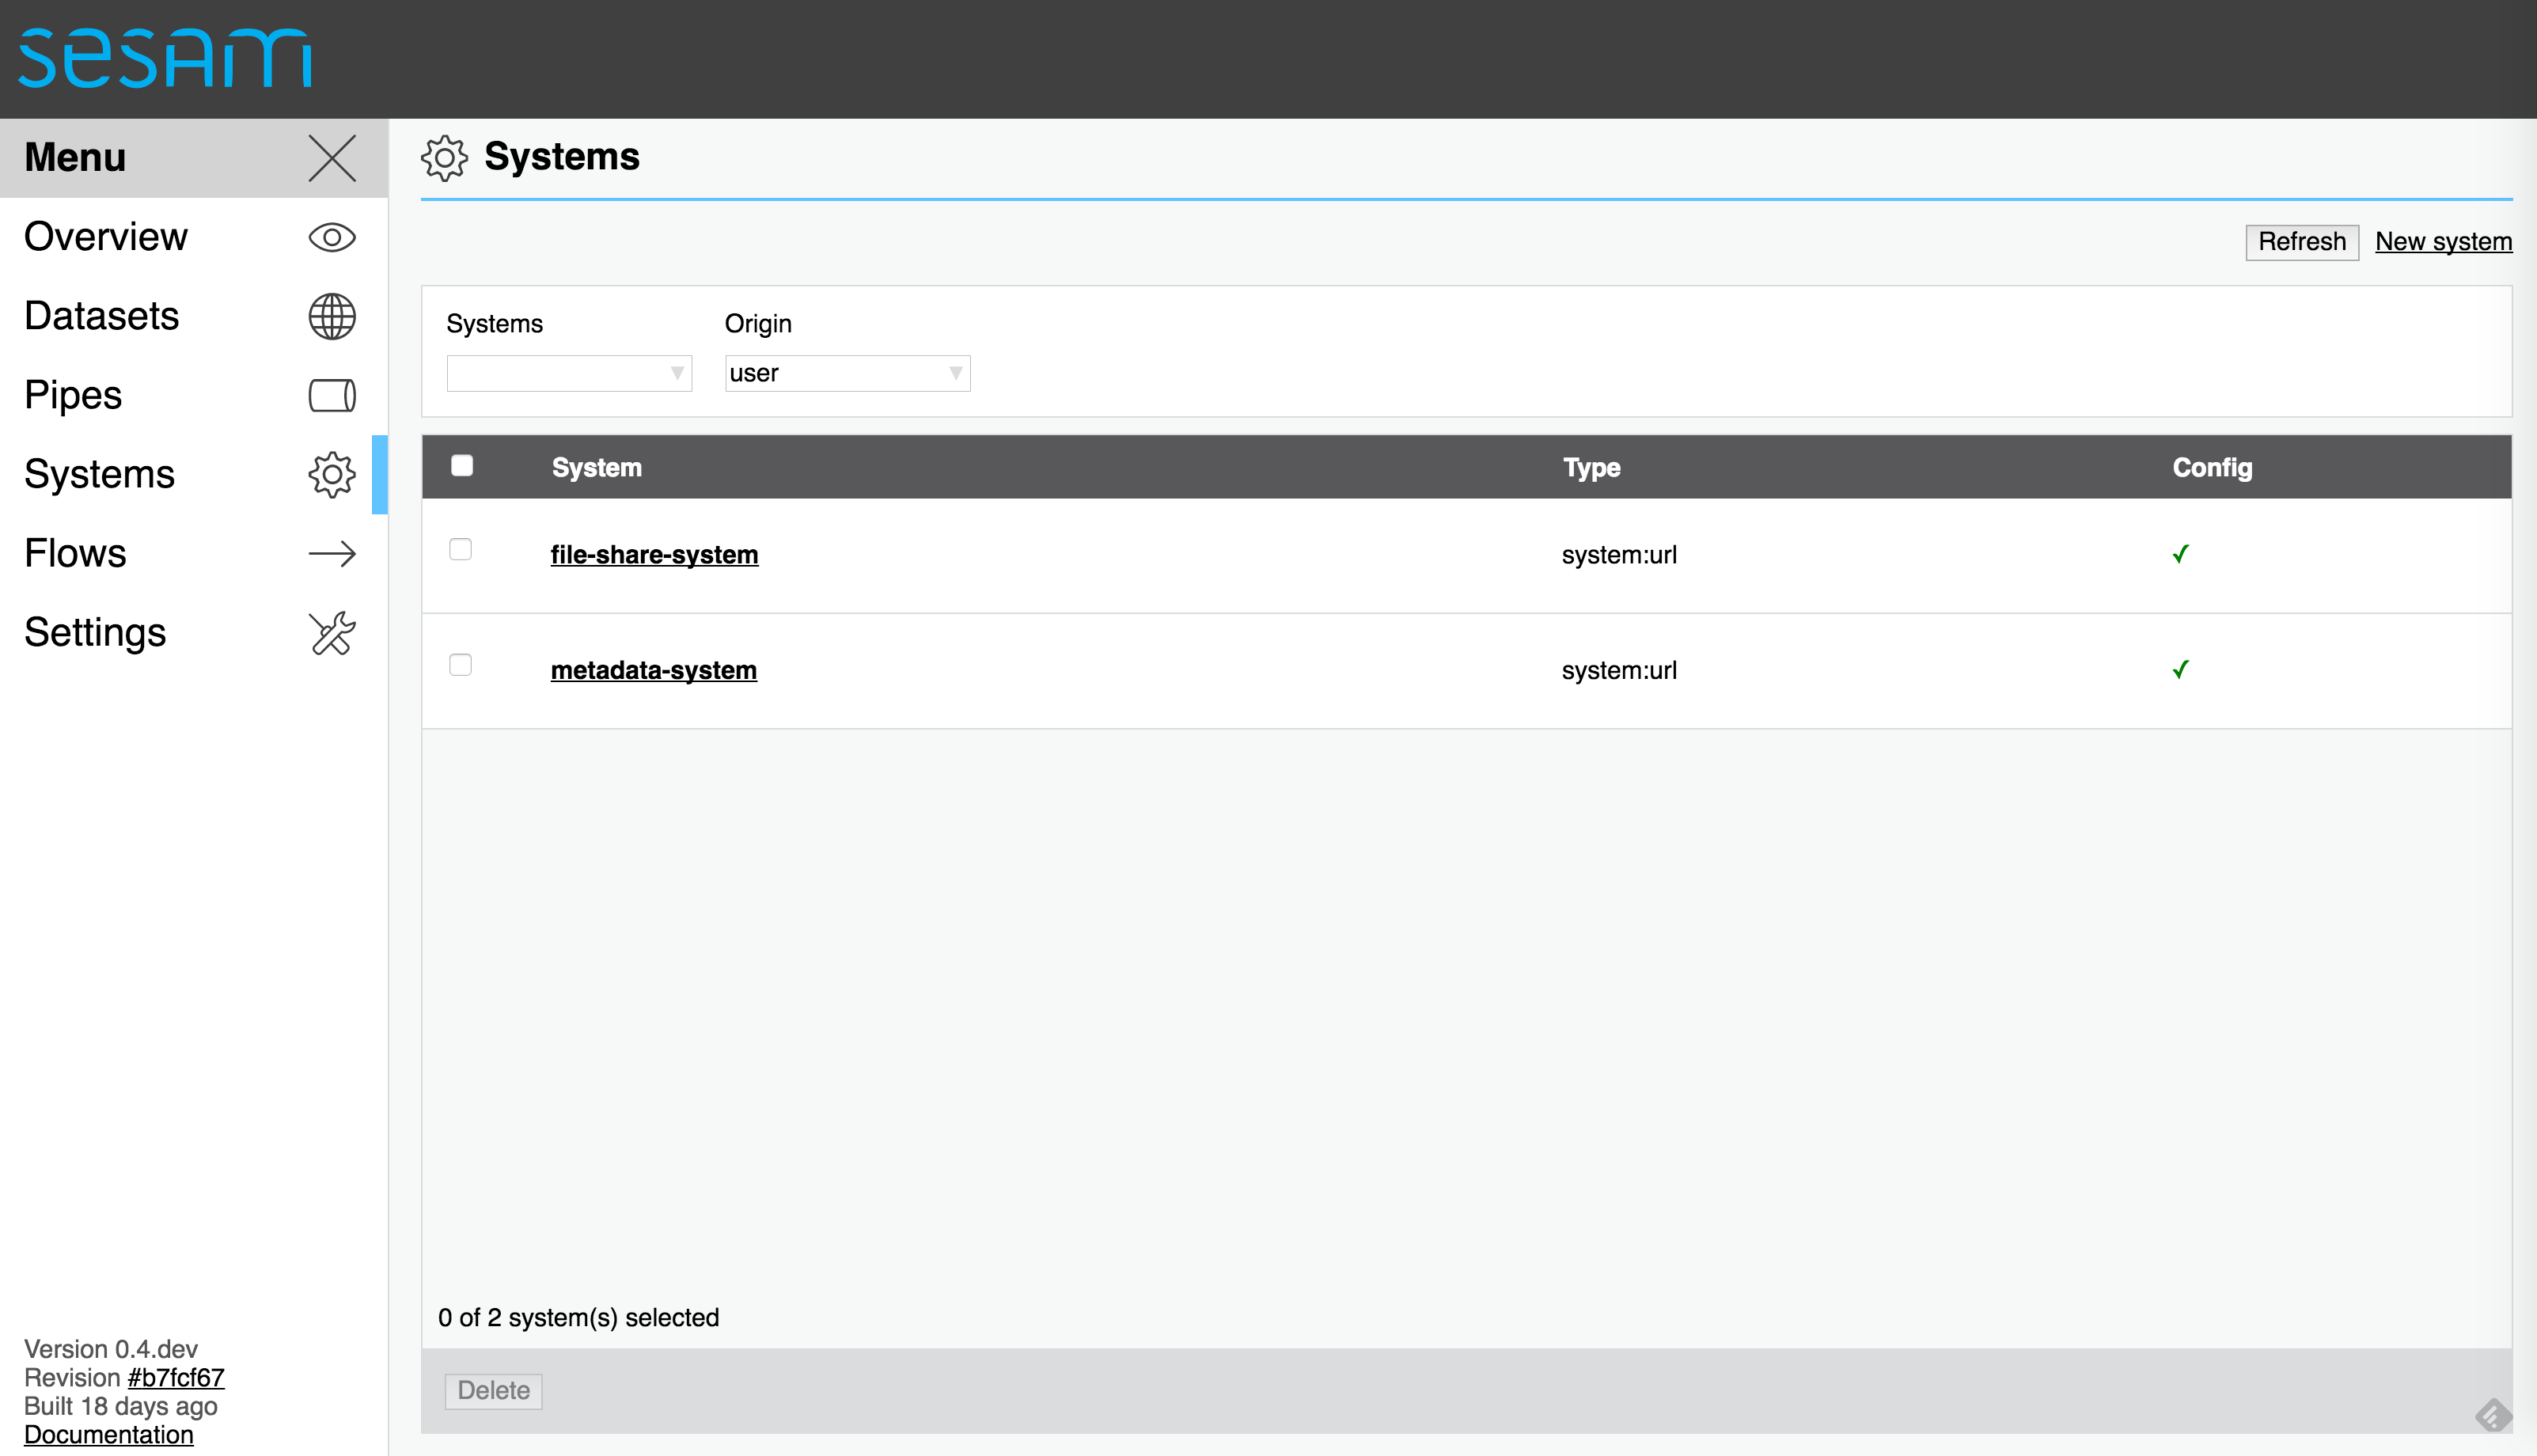 sesam
Menu
Overview
Datasets
Pipes
Systems
Flows
Settings
Version 0.4.dev
Revision #b7fcf67
Built 18 days ago
Documentation
Systems
Refresh New system
Systems Origin
user
System Type Config
file-share-system system:url ✓
metadata-system system:url ✓
0 of 2 system(s) selected
Delete